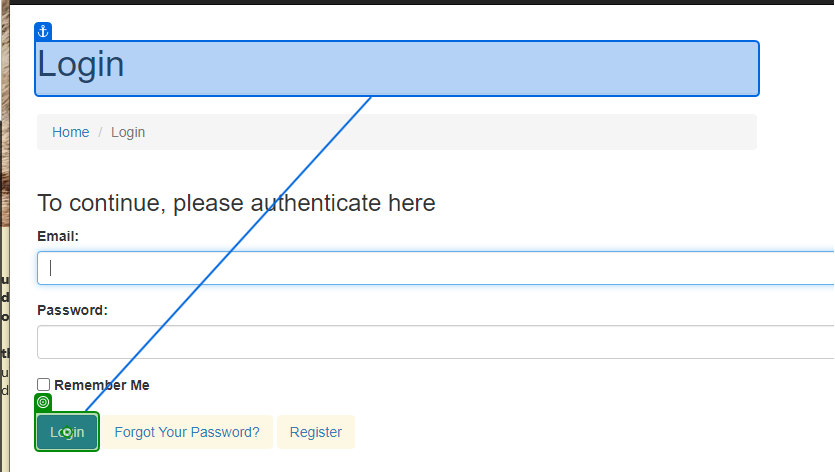 Login
Home / Login
To continue, please authenticate here
Email:
Password:
Remember Me
Login Forgot Your Password? Register